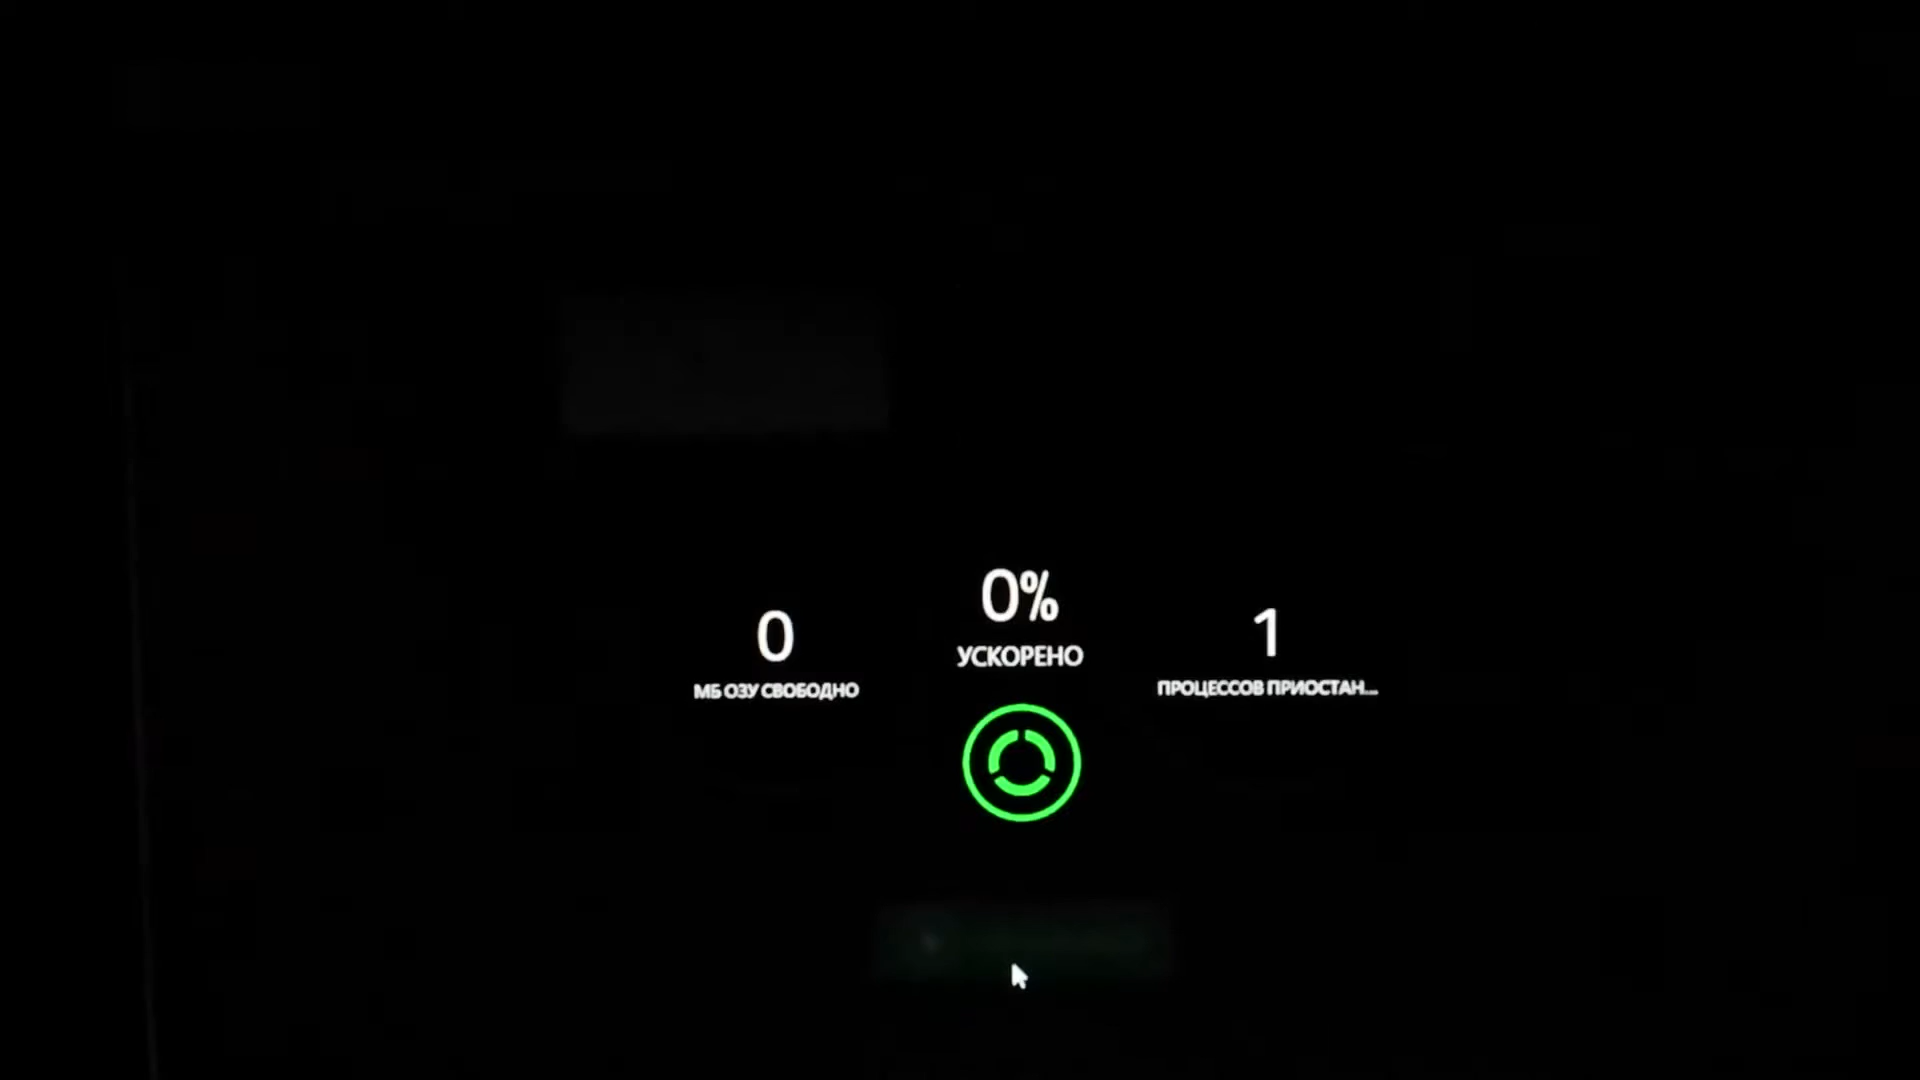 0%
УСКОРЕНО
0
МБ ОЗУ СВОБОДНО
1
ПРОЦЕССОВ ПРИОСТАН...